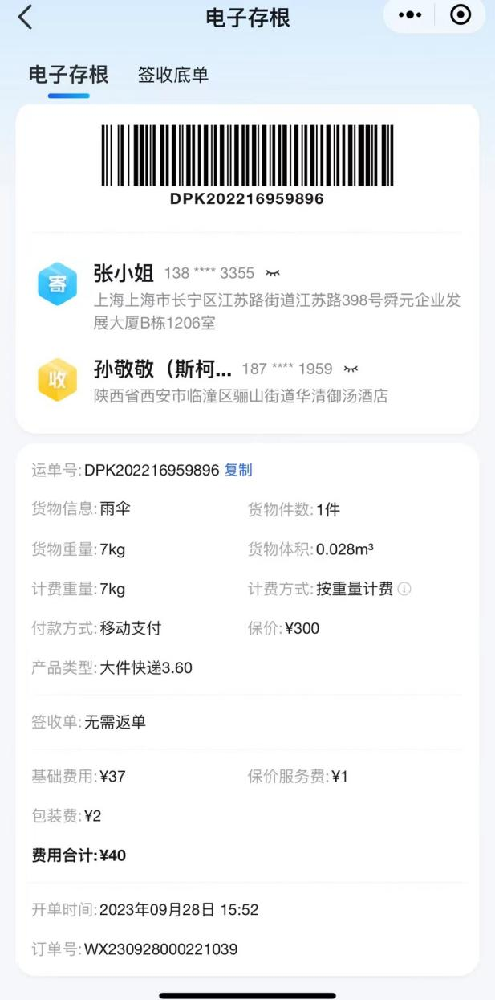 电子存根
电子存根 签收底单
DPK202216959896
寄 张小姐 138 **** 3355
上海上海市长宁区江苏路街道江苏路398号舜元企业发
展大厦B栋1206室
收 孙敬敬（斯柯... 187 **** 1959
陕西省西安市临潼区骊山街道华清御汤酒店
运单号:DPK202216959896 复制
货物信息:雨伞 货物件数:1件
货物重量:7kg 货物体积:0.028m³
计费重量:7kg 计费方式:按重量计费
付款方式:移动支付 保价:¥300
产品类型:大件快递3.60
签收单:无需返单
基础费用:¥37 保价服务费:¥1
包装费:¥2
费用合计:¥40
开单时间:2023年09月28日 15:52
订单号:WX230928000221039